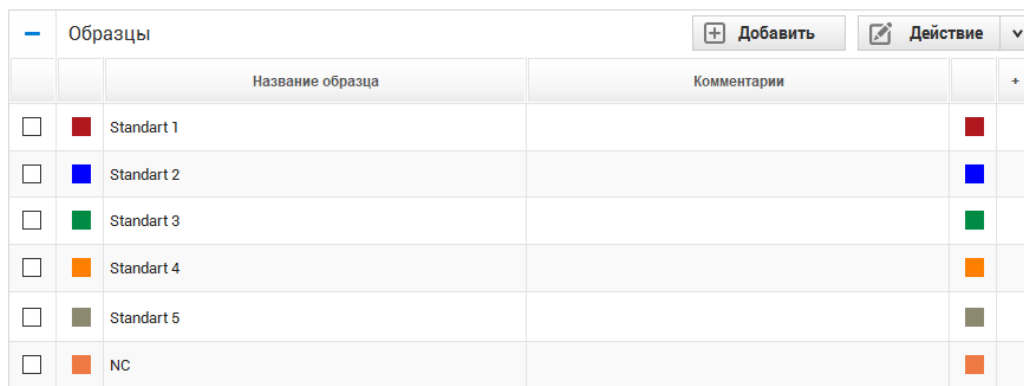 Образцы
Добавить
Действие
Название образца
Комментарии
+
Standart 1
Standart 2
Standart 3
Standart 4
Standart 5
NC